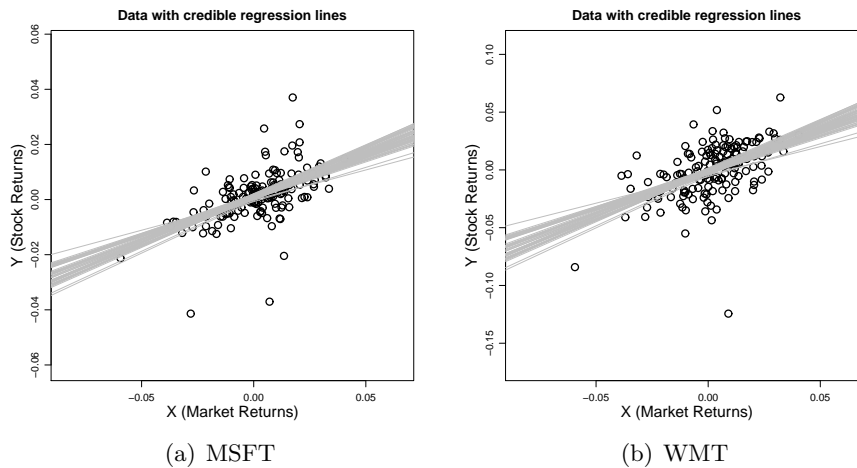 Data with credible regression lines
Y (Stock Returns)
0.06
0.04
0.02
0.00
−0.02
−0.04
−0.06
−0.05
0.00
0.05
X (Market Returns)
(a) MSFT
Data with credible regression lines
Y (Stock Returns)
0.10
0.05
0.00
−0.05
−0.10
−0.15
−0.05
0.00
0.05
X (Market Returns)
(b) WMT